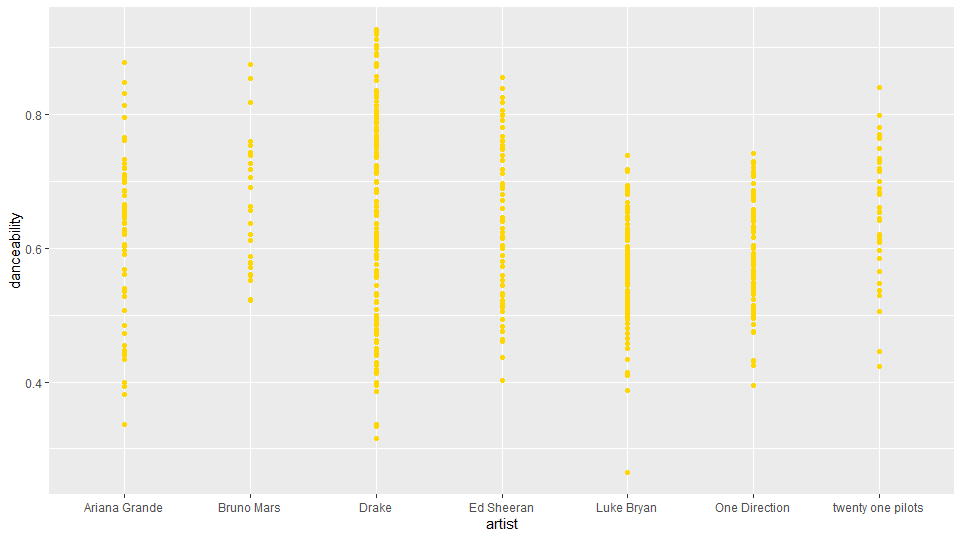 danceability
0.8
0.6
0.4
Ariana Grande Bruno Mars Drake Ed Sheeran Luke Bryan One Direction twenty one pilots
artist